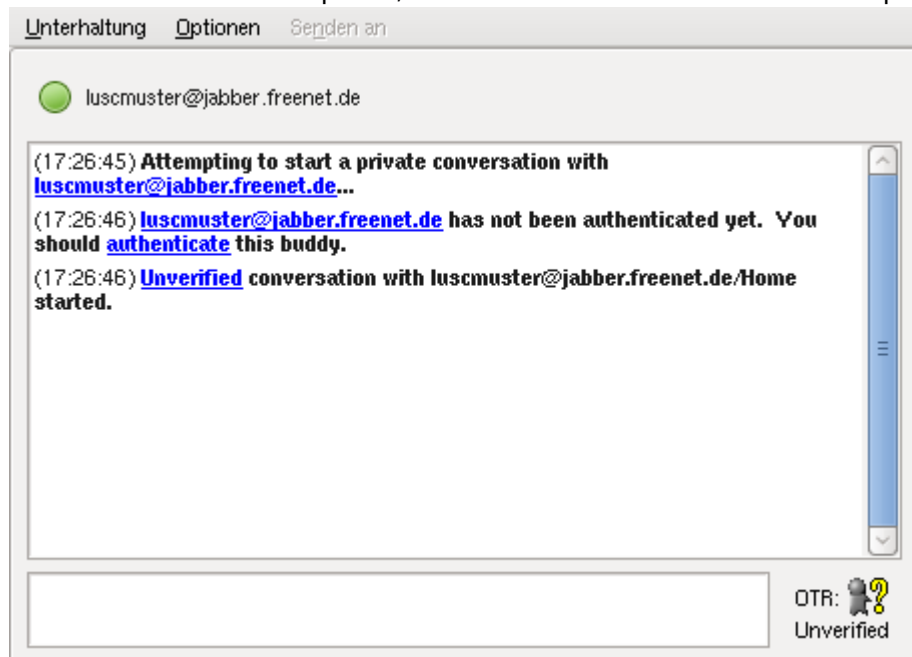 Unterhaltung Optionen Senden an
luscmuster@jabber.freenet.de
(17:26:45) Attempting to start a private conversation with
luscmuster@jabber.freenet.de...
(17:26:46) luscmuster@jabber.freenet.de has not been authenticated yet. You
should authenticate this buddy.
(17:26:46) Unverified conversation with luscmuster@jabber.freenet.de/Home
started.
OTR:
Unverified